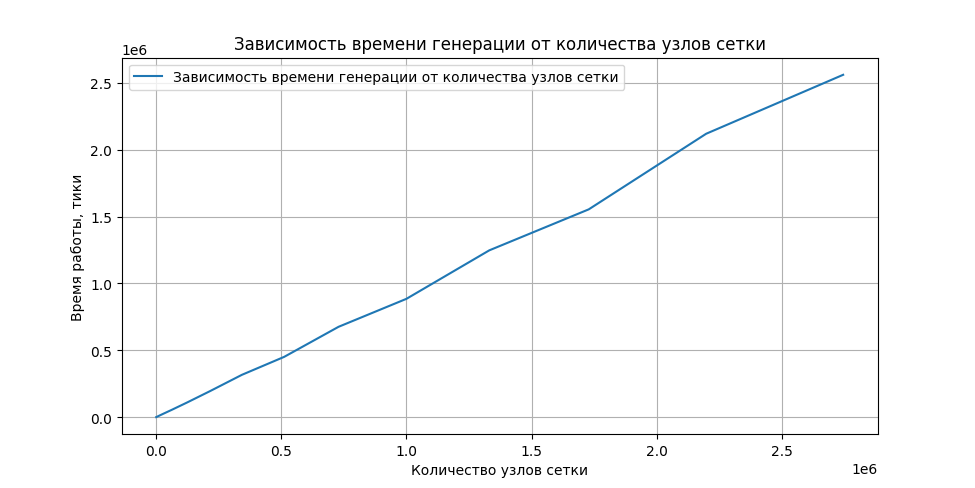 Зависимость времени генерации от количества узлов сетки
1e6
Зависимость времени генерации от количества узлов сетки
2.5
2.0
1.5
1.0
0.5
0.0
Время работы, тики
0.0 0.5 1.0 1.5 2.0 2.5
Количество узлов сетки
1e6